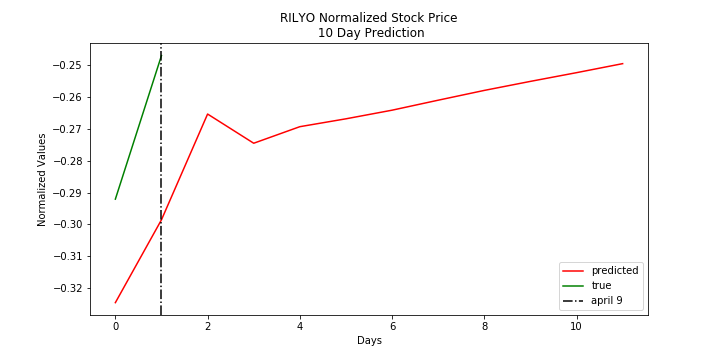 RILYO Normalized Stock Price
10 Day Prediction
Normalized Values
−0.25
−0.26
−0.27
−0.28
−0.29
−0.30
−0.31
−0.32
0
2
4
6
8
10
Days
predicted
true
april 9